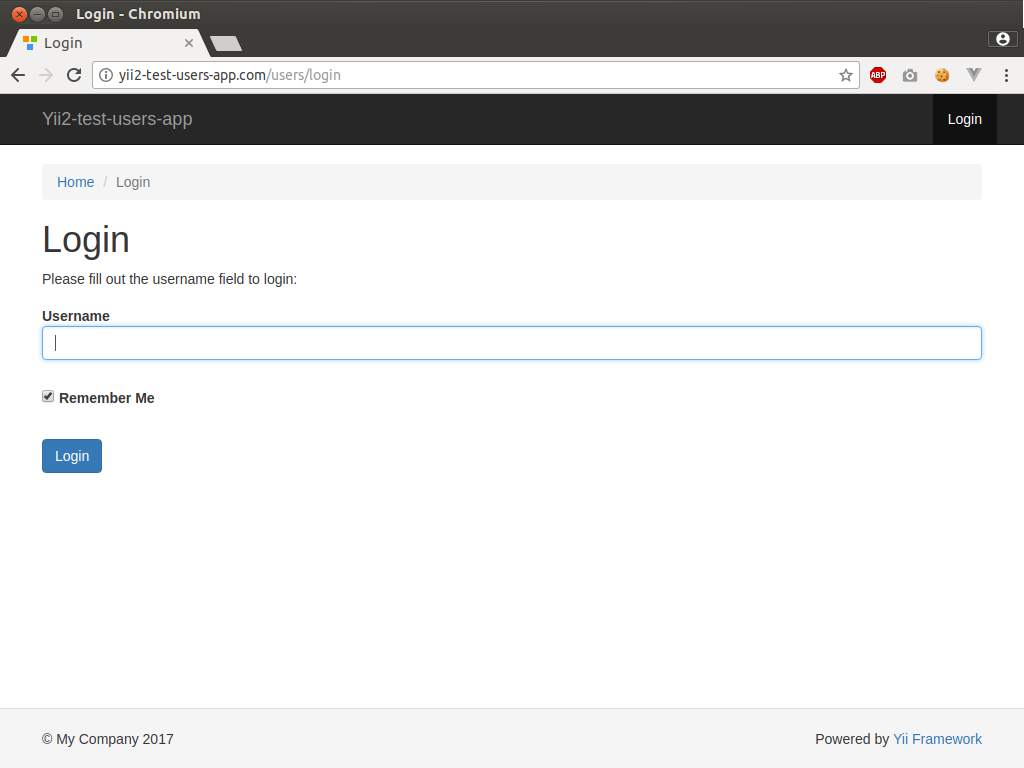 Login - Chromium
Login
yii2-test-users-app.com/users/login
ABP
Yii2-test-users-app
Login
Home / Login
Login
Please fill out the username field to login:
Username
Remember Me
Login
© My Company 2017
Powered by Yii Framework